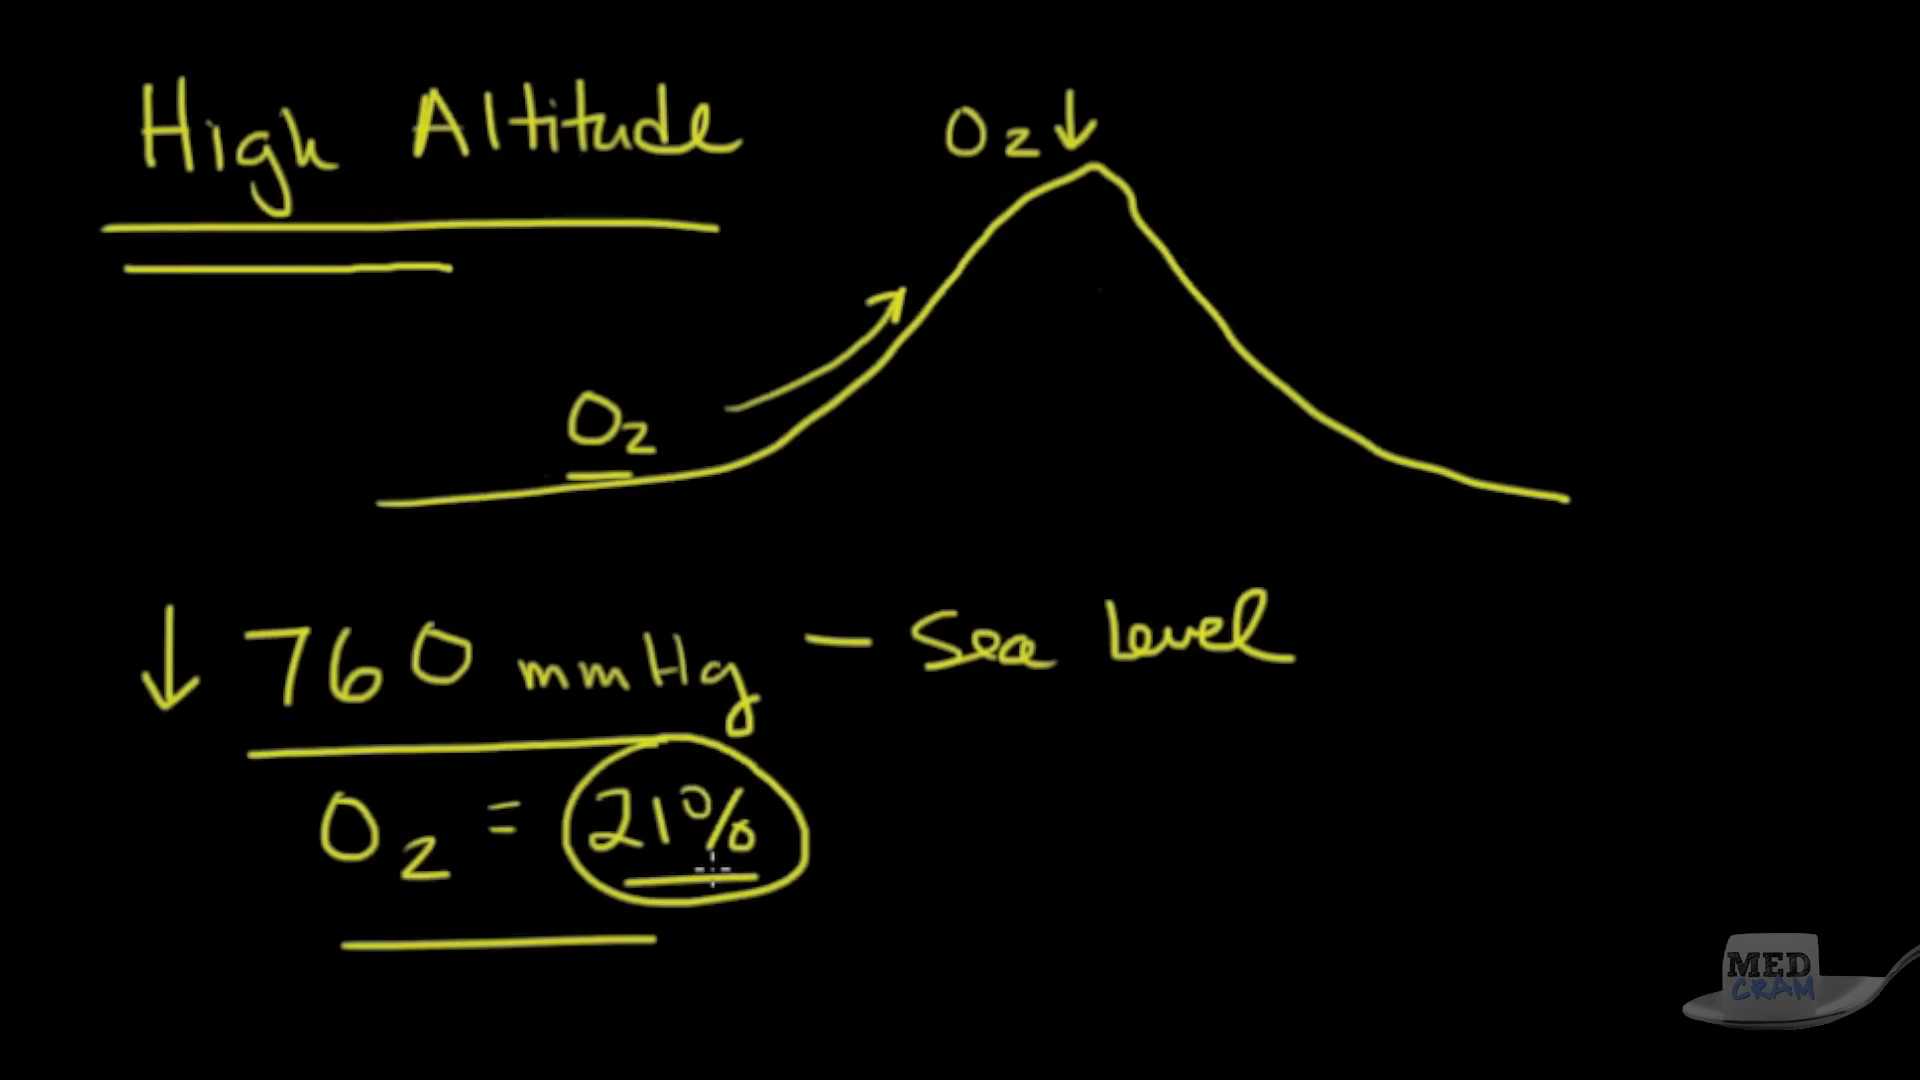 High Altitude
O2↓
O2
↓ 760 mmHg — Sea Level
O2 = 21%
MED
CRAM